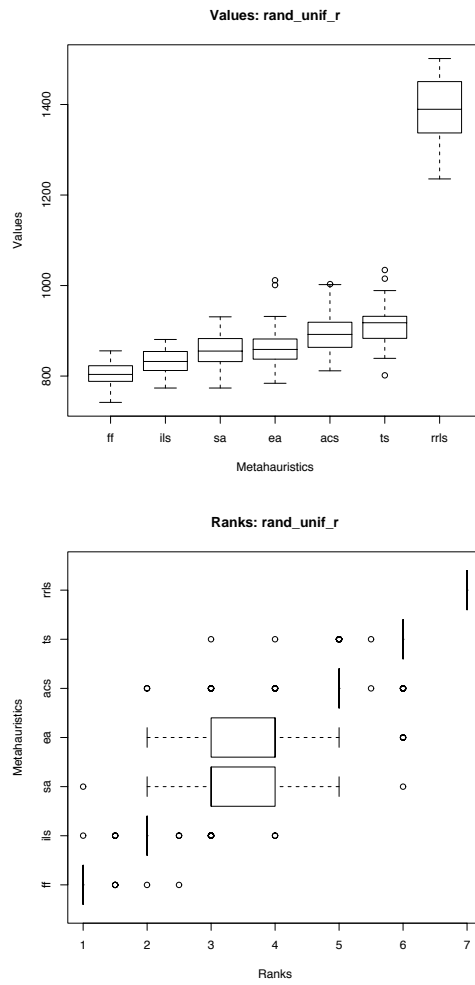 Values: rand_unif_r
1400
1200
1000
800
Values
ff ils sa ea acs ts rrls
Metahauristics
Ranks: rand_unif_r
rrls
ts
acs
ea
sa
ils
ff
Metahauristics
1 2 3 4 5 6 7
Ranks